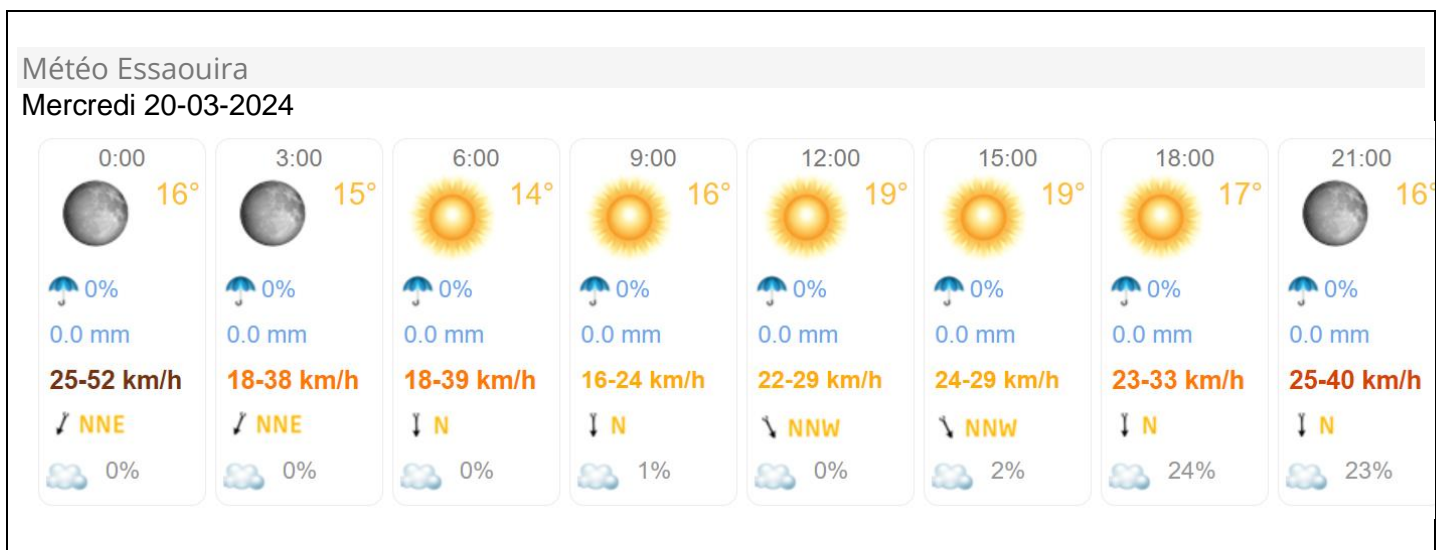 Météo Essaouira
Mercredi 20-03-2024
0:00 3:00 6:00 9:00 12:00 15:00 18:00 21:00
16° 15° 14° 16° 19° 19° 17° 16°
0% 0% 0% 0% 0% 0% 0% 0%
0.0 mm 0.0 mm 0.0 mm 0.0 mm 0.0 mm 0.0 mm 0.0 mm 0.0 mm
25-52 km/h 18-38 km/h 18-39 km/h 16-24 km/h 22-29 km/h 24-29 km/h 23-33 km/h 25-40 km/h
NNE NNE N N NNW NNW N N
0% 0% 0% 1% 0% 2% 24% 23%